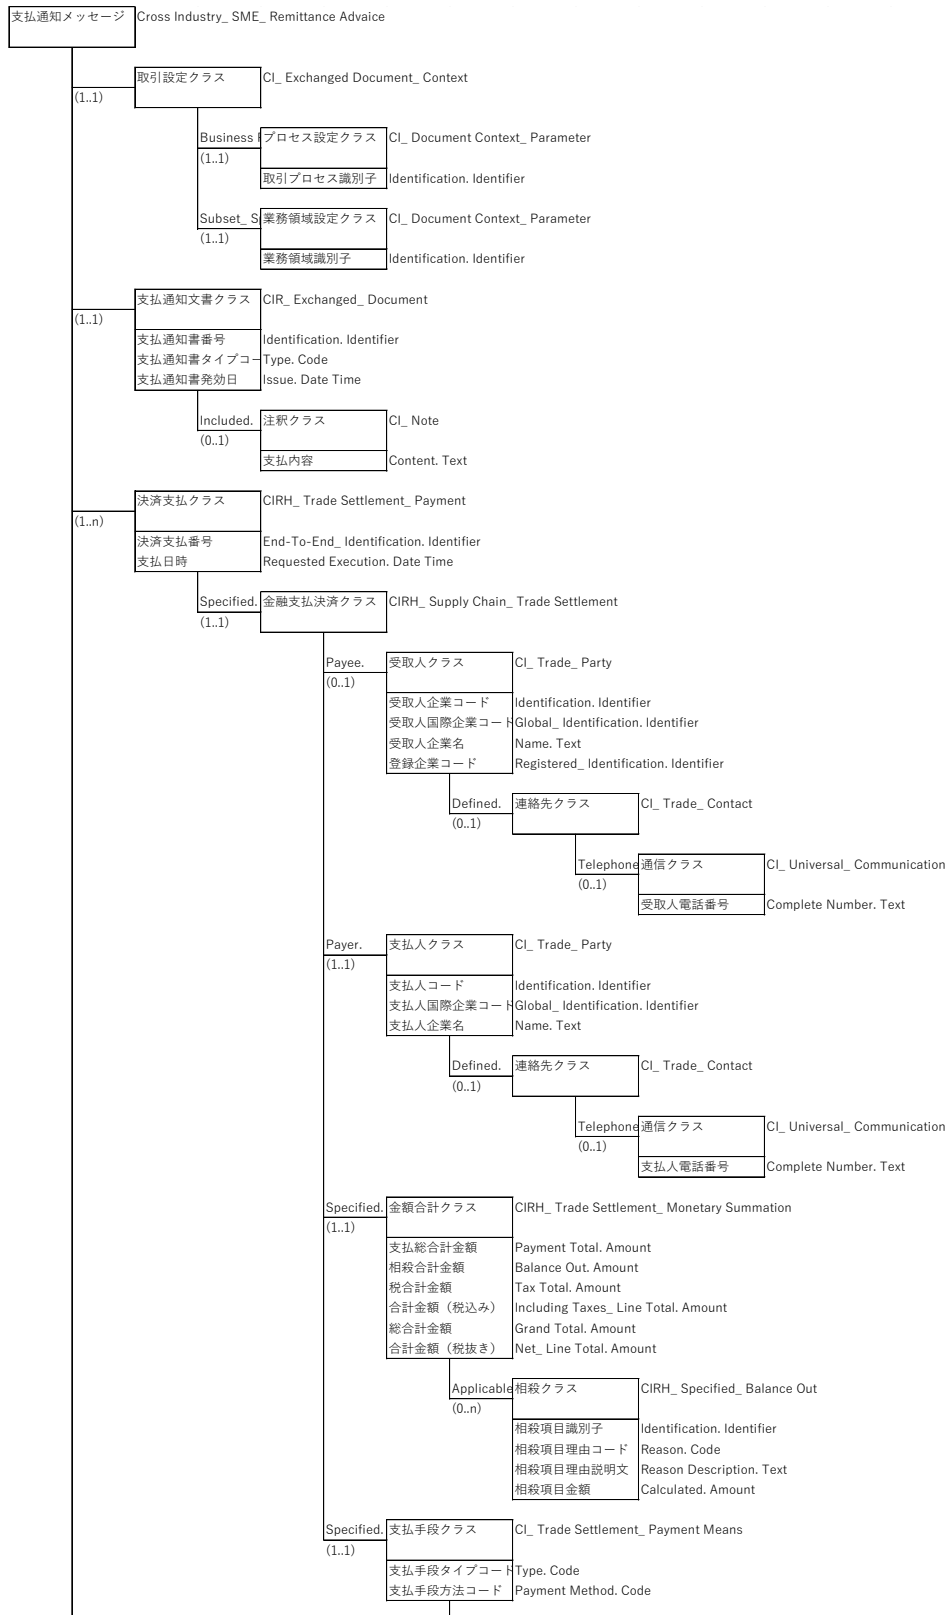 支払通知メッセージ Cross Industry_ SME_ Remittance Advaice
取引設定クラス CI_ Exchanged Document_ Context
(1..1)
Business プロセス設定クラス CI_ Document Context_ Parameter
(1..1)
取引プロセス識別子 Identification. Identifier
Subset_ S 業務領域設定クラス CI_ Document Context_ Parameter
(1..1)
業務領域識別子 Identification. Identifier
支払通知文書クラス CIR_ Exchanged_ Document
(1..1)
支払通知書番号 Identification. Identifier
支払通知書タイプコー Type. Code
支払通知書発効日 Issue. Date Time
Included. 注釈クラス CI_ Note
(0..1)
支払内容 Content. Text
決済支払クラス CIRH_ Trade Settlement_ Payment
(1..n)
決済支払番号 End-To-End_ Identification. Identifier
支払日時 Requested Execution. Date Time
Specified. 金融支払決済クラス CIRH_ Supply Chain_ Trade Settlement
(1..1)
Payee. 受取人クラス CI_ Trade_ Party
(0..1)
受取人企業コード Identification. Identifier
受取人国際企業コード Global_ Identification. Identifier
受取人企業名 Name. Text
登録企業コード Registered_ Identification. Identifier
Defined. 連絡先クラス CI_ Trade_ Contact
(0..1)
Telephone 通信クラス CI_ Universal_ Communication
(0..1)
受取人電話番号 Complete Number. Text
Payer. 支払人クラス CI_ Trade_ Party
(1..1)
支払人コード Identification. Identifier
支払人国際企業コード Global_ Identification. Identifier
支払人企業名 Name. Text
Defined. 連絡先クラス CI_ Trade_ Contact
(0..1)
Telephone 通信クラス CI_ Universal_ Communication
(0..1)
支払人電話番号 Complete Number. Text
Specified. 金額合計クラス CIRH_ Trade Settlement_ Monetary Summation
(1..1)
支払総合計金額 Payment Total. Amount
相殺合計金額 Balance Out. Amount
税合計金額 Tax Total. Amount
合計金額（税込み） Including Taxes_ Line Total. Amount
総合計金額 Grand Total. Amount
合計金額（税抜き） Net_ Line Total. Amount
Applicable 相殺クラス CIRH_ Specified_ Balance Out
(0..n)
相殺項目識別子 Identification. Identifier
相殺項目理由コード Reason. Code
相殺項目理由説明文 Reason Description. Text
相殺項目金額 Calculated. Amount
Specified. 支払手段クラス CI_ Trade Settlement_ Payment Means
(1..1)
支払手段タイプコード Type. Code
支払手段方法コード Payment Method. Code